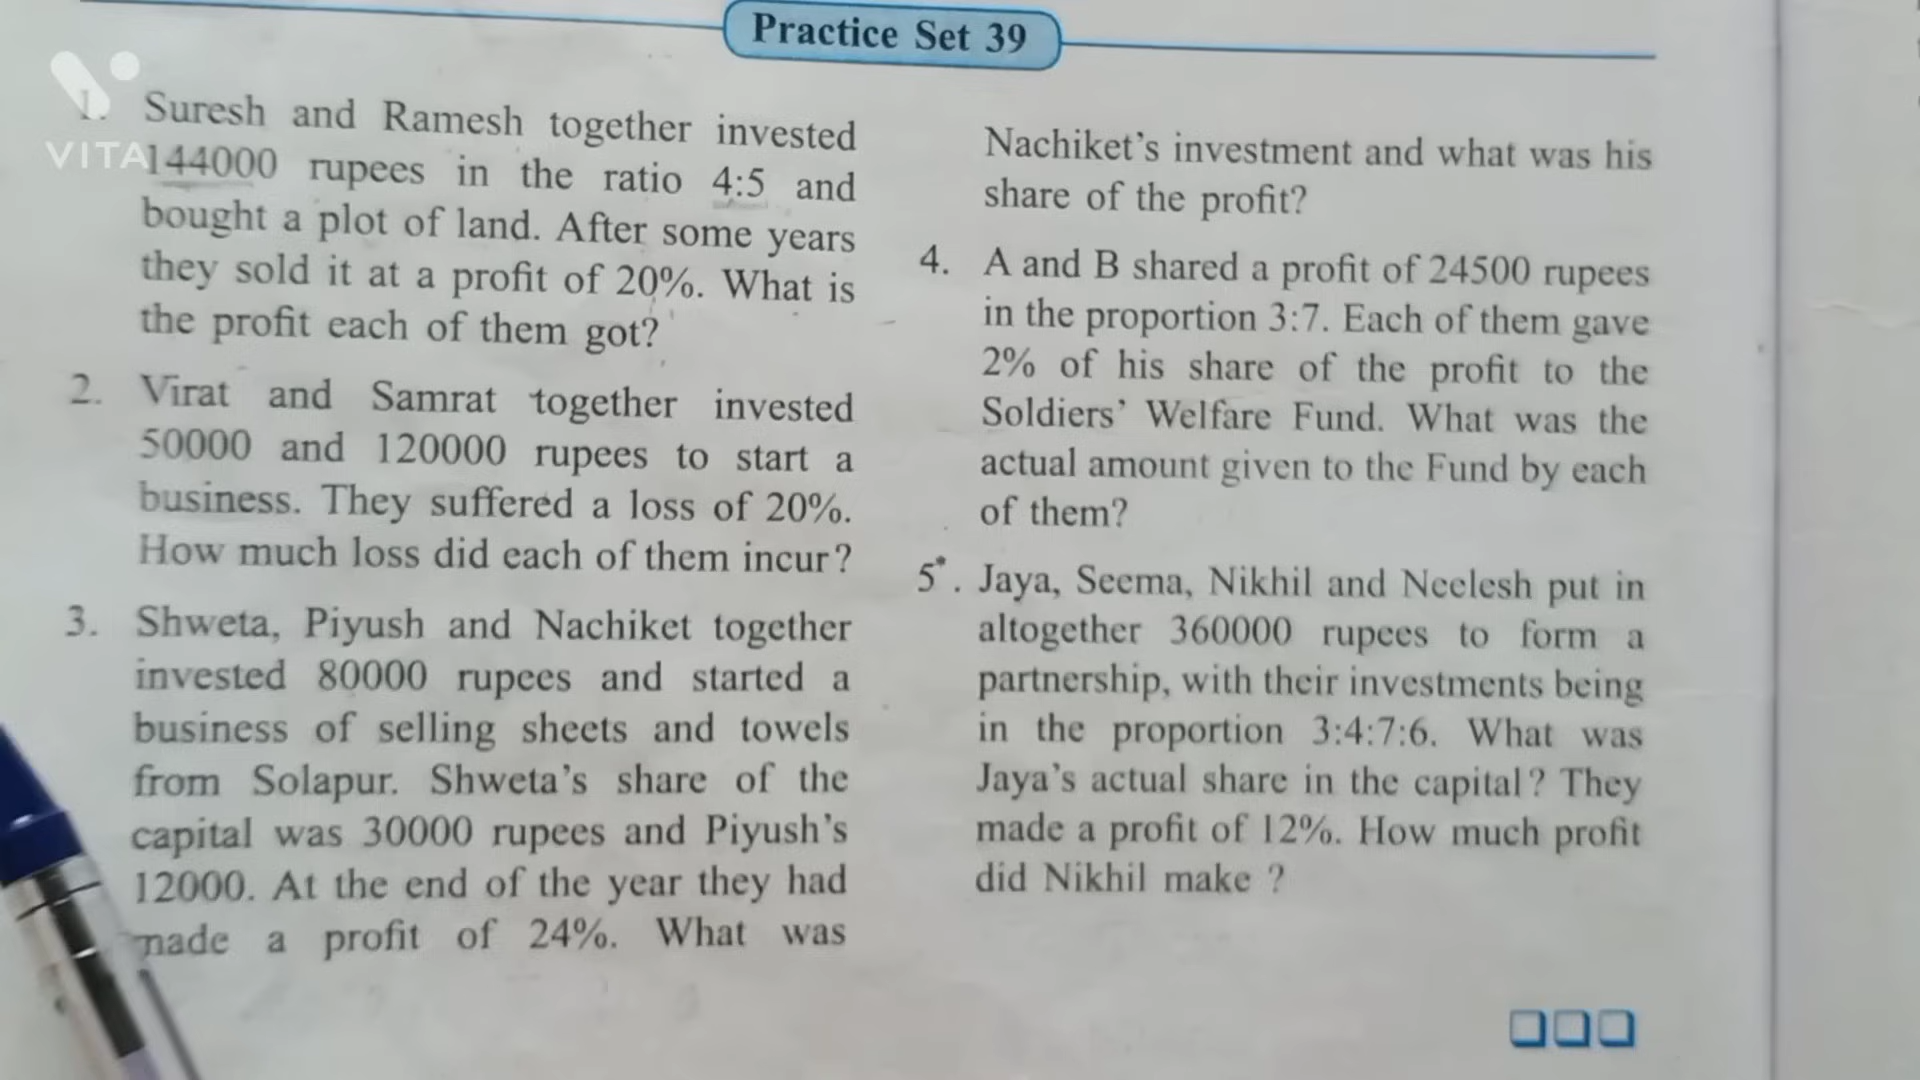 Practice Set 39
VITA
1. Suresh and Ramesh together invested
144000 rupees in the ratio 4:5 and
bought a plot of land. After some years
they sold it at a profit of 20%. What is
the profit each of them got?
2. Virat and Samrat together invested
50000 and 120000 rupees to start a
business. They suffered a loss of 20%.
How much loss did each of them incur?
3. Shweta, Piyush and Nachiket together
invested 80000 rupees and started a
business of selling sheets and towels
from Solapur. Shweta's share of the
capital was 30000 rupees and Piyush's
12000. At the end of the year they had
made a profit of 24%. What was
Nachiket's investment and what was his
share of the profit?
4. A and B shared a profit of 24500 rupees
in the proportion 3:7. Each of them gave
2% of his share of the profit to the
Soldiers' Welfare Fund. What was the
actual amount given to the Fund by each
of them?
5*. Jaya, Seema, Nikhil and Neelesh put in
altogether 360000 rupees to form a
partnership, with their investments being
in the proportion 3:4:7:6. What was
Jaya's actual share in the capital? They
made a profit of 12%. How much profit
did Nikhil make ?